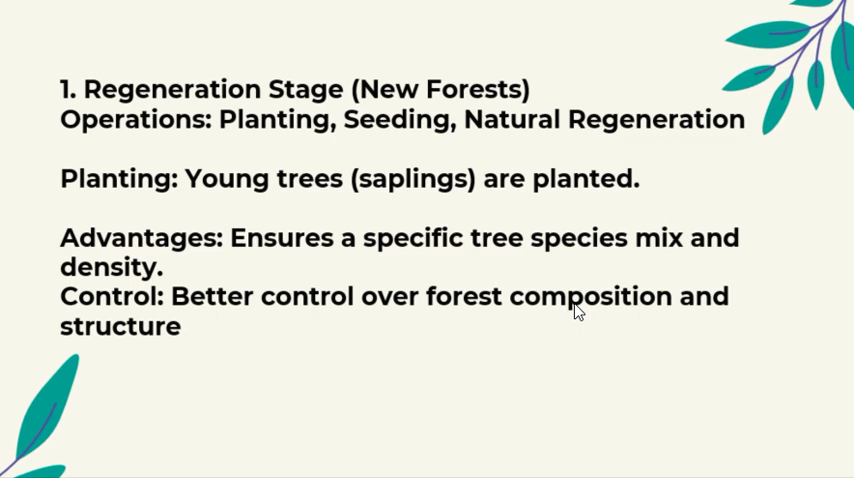 1. Regeneration Stage (New Forests)
Operations: Planting, Seeding, Natural Regeneration
Planting: Young trees (saplings) are planted.
Advantages: Ensures a specific tree species mix and
density.
Control: Better control over forest composition and
structure